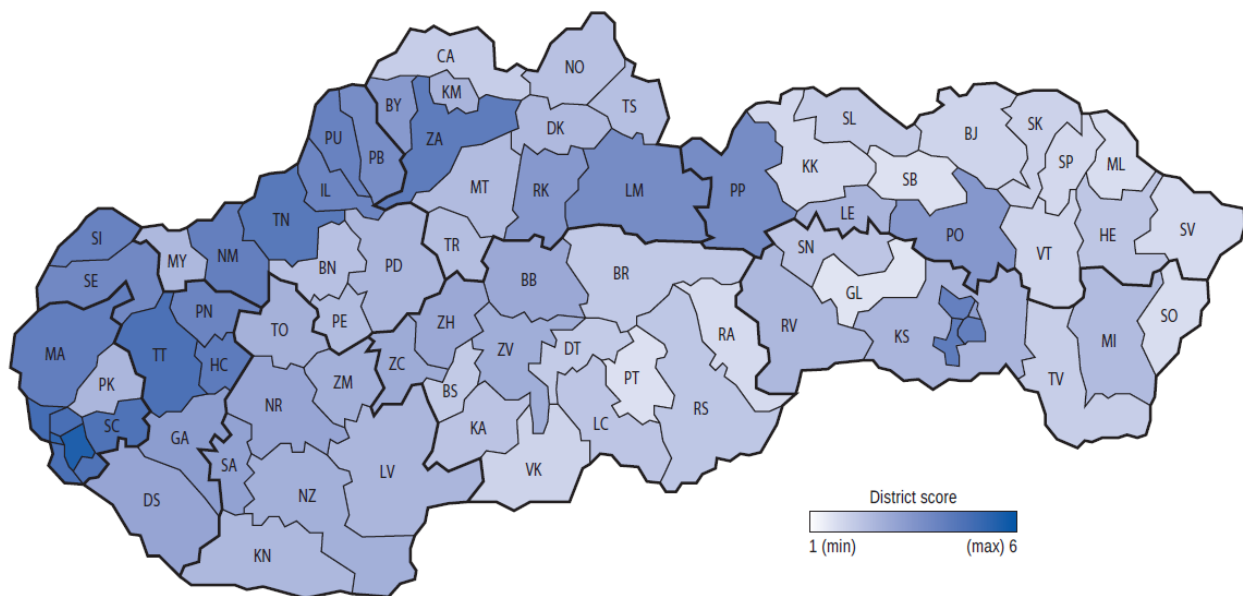 CA
NO
KM
BY
TS
DK
PU
ZA
PB
SL
BJ
SK
SP
ML
KK
SB
IL
MT
RK
LM
PP
LE
TN
PO
HE
SV
VT
SI
NM
MY
BN
PD
TR
SN
SE
BB
BR
GL
PN
PE
TO
ZH
RV
KS
SO
MA
TT
HC
ZV
DT
RA
MI
PK
ZM
ZC
PT
TV
BS
NR
RS
SC
GA
KA
LC
SA
LV
VK
DS
NZ
KN
District score
1 (min)
(max) 6